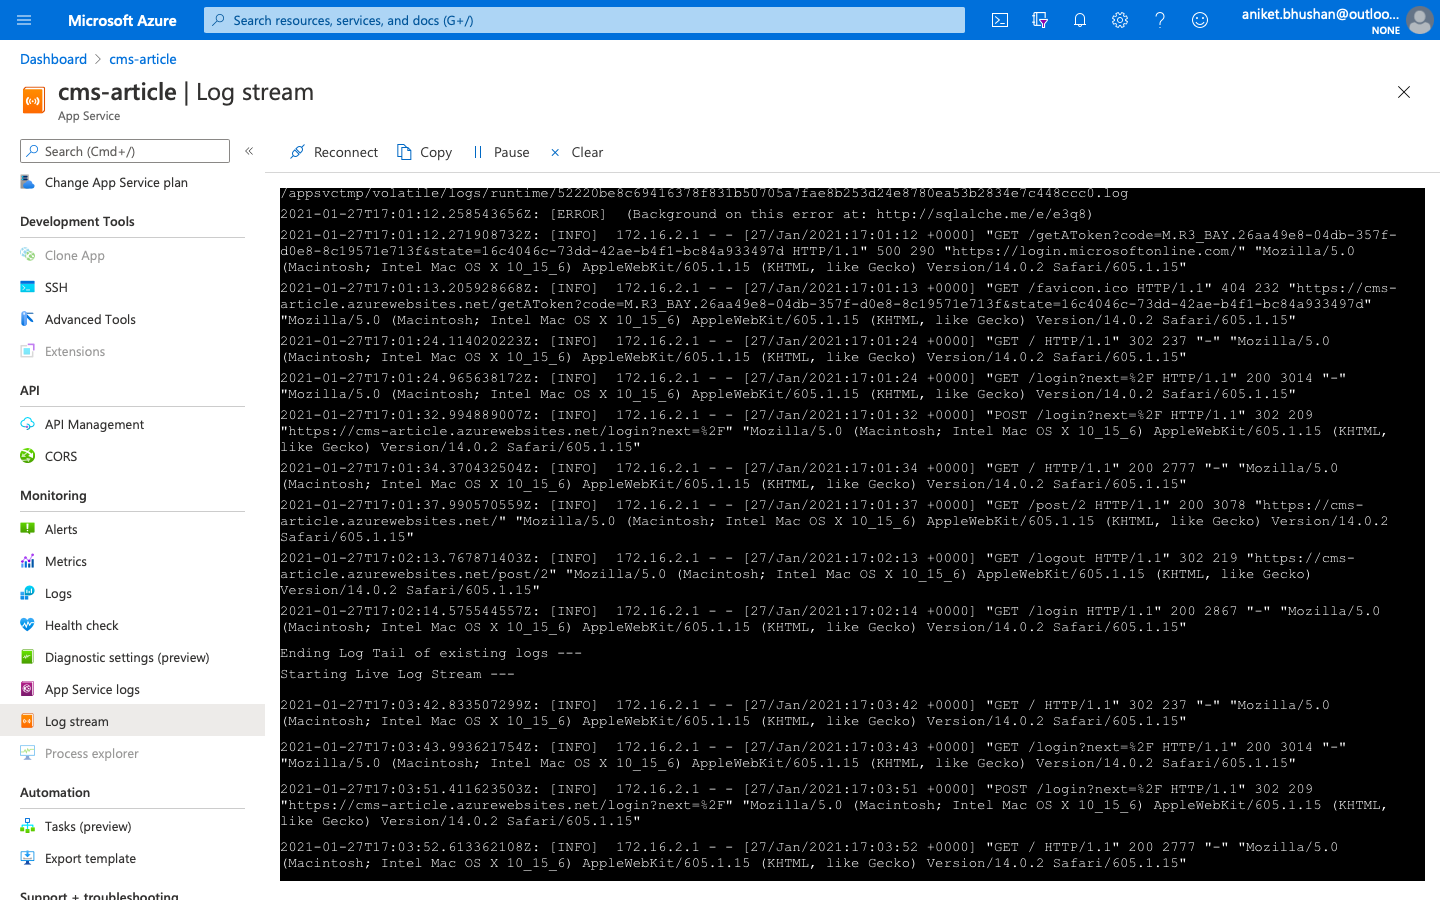 Microsoft Azure
Search resources, services, and docs (G+/)
aniket.bhushan@outloo...
NONE
Dashboard > cms-article
cms-article | Log stream
App Service
Search (Cmd+/)
«
Change App Service plan
Development Tools
Clone App
SSH
Advanced Tools
Extensions
API
API Management
CORS
Monitoring
Alerts
Metrics
Logs
Health check
Diagnostic settings (preview)
App Service logs
Log stream
Process explorer
Automation
Tasks (preview)
Export template
Support + troubleshooting
Reconnect Copy Pause Clear
/appsvctmp/volatile/logs/runtime/52220be8c69416378f831b50705a7fae8b253d24e8780ea53b2834e7c448ccc0.log
2021-01-27T17:01:12.258543656Z: [ERROR]  (Background on this error at: http://sqlalche.me/e/e3q8)
2021-01-27T17:01:12.271908732Z: [INFO]  172.16.2.1 - - [27/Jan/2021:17:01:12 +0000] "GET /getAToken?code=M.R3_BAY.26aa49e8-04db-357f-
d0e8-8c19571e713f&state=16c4046c-73dd-42ae-b4f1-bc84a933497d HTTP/1.1" 500 290 "https://login.microsoftonline.com/" "Mozilla/5.0
(Macintosh; Intel Mac OS X 10_15_6) AppleWebKit/605.1.15 (KHTML, like Gecko) Version/14.0.2 Safari/605.1.15"
2021-01-27T17:01:13.205928668Z: [INFO]  172.16.2.1 - - [27/Jan/2021:17:01:13 +0000] "GET /favicon.ico HTTP/1.1" 404 232 "https://cms-
article.azurewebsites.net/getAToken?code=M.R3_BAY.26aa49e8-04db-357f-d0e8-8c19571e713f&state=16c4046c-73dd-42ae-b4f1-bc84a933497d"
"Mozilla/5.0 (Macintosh; Intel Mac OS X 10_15_6) AppleWebKit/605.1.15 (KHTML, like Gecko) Version/14.0.2 Safari/605.1.15"
2021-01-27T17:01:24.114020223Z: [INFO]  172.16.2.1 - - [27/Jan/2021:17:01:24 +0000] "GET / HTTP/1.1" 302 237 "-" "Mozilla/5.0
(Macintosh; Intel Mac OS X 10_15_6) AppleWebKit/605.1.15 (KHTML, like Gecko) Version/14.0.2 Safari/605.1.15"
2021-01-27T17:01:24.965638172Z: [INFO]  172.16.2.1 - - [27/Jan/2021:17:01:24 +0000] "GET /login?next=%2F HTTP/1.1" 200 3014 "-"
"Mozilla/5.0 (Macintosh; Intel Mac OS X 10_15_6) AppleWebKit/605.1.15 (KHTML, like Gecko) Version/14.0.2 Safari/605.1.15"
2021-01-27T17:01:32.994889007Z: [INFO]  172.16.2.1 - - [27/Jan/2021:17:01:32 +0000] "POST /login?next=%2F HTTP/1.1" 302 209
"https://cms-article.azurewebsites.net/login?next=%2F" "Mozilla/5.0 (Macintosh; Intel Mac OS X 10_15_6) AppleWebKit/605.1.15 (KHTML,
like Gecko) Version/14.0.2 Safari/605.1.15"
2021-01-27T17:01:34.370432504Z: [INFO]  172.16.2.1 - - [27/Jan/2021:17:01:34 +0000] "GET / HTTP/1.1" 200 2777 "-" "Mozilla/5.0
(Macintosh; Intel Mac OS X 10_15_6) AppleWebKit/605.1.15 (KHTML, like Gecko) Version/14.0.2 Safari/605.1.15"
2021-01-27T17:01:37.990570559Z: [INFO]  172.16.2.1 - - [27/Jan/2021:17:01:37 +0000] "GET /post/2 HTTP/1.1" 200 3078 "https://cms-
article.azurewebsites.net/" "Mozilla/5.0 (Macintosh; Intel Mac OS X 10_15_6) AppleWebKit/605.1.15 (KHTML, like Gecko) Version/14.0.2
Safari/605.1.15"
2021-01-27T17:02:13.767871403Z: [INFO]  172.16.2.1 - - [27/Jan/2021:17:02:13 +0000] "GET /logout HTTP/1.1" 302 219 "https://cms-
article.azurewebsites.net/post/2" "Mozilla/5.0 (Macintosh; Intel Mac OS X 10_15_6) AppleWebKit/605.1.15 (KHTML, like Gecko)
Version/14.0.2 Safari/605.1.15"
2021-01-27T17:02:14.575544557Z: [INFO]  172.16.2.1 - - [27/Jan/2021:17:02:14 +0000] "GET /login HTTP/1.1" 200 2867 "-" "Mozilla/5.0
(Macintosh; Intel Mac OS X 10_15_6) AppleWebKit/605.1.15 (KHTML, like Gecko) Version/14.0.2 Safari/605.1.15"
Ending Log Tail of existing logs ---
Starting Live Log Stream ---
2021-01-27T17:03:42.833507299Z: [INFO]  172.16.2.1 - - [27/Jan/2021:17:03:42 +0000] "GET / HTTP/1.1" 302 237 "-" "Mozilla/5.0
(Macintosh; Intel Mac OS X 10_15_6) AppleWebKit/605.1.15 (KHTML, like Gecko) Version/14.0.2 Safari/605.1.15"
2021-01-27T17:03:43.993621754Z: [INFO]  172.16.2.1 - - [27/Jan/2021:17:03:43 +0000] "GET /login?next=%2F HTTP/1.1" 200 3014 "-"
"Mozilla/5.0 (Macintosh; Intel Mac OS X 10_15_6) AppleWebKit/605.1.15 (KHTML, like Gecko) Version/14.0.2 Safari/605.1.15"
2021-01-27T17:03:51.411623503Z: [INFO]  172.16.2.1 - - [27/Jan/2021:17:03:51 +0000] "POST /login?next=%2F HTTP/1.1" 302 209
"https://cms-article.azurewebsites.net/login?next=%2F" "Mozilla/5.0 (Macintosh; Intel Mac OS X 10_15_6) AppleWebKit/605.1.15 (KHTML,
like Gecko) Version/14.0.2 Safari/605.1.15"
2021-01-27T17:03:52.613362108Z: [INFO]  172.16.2.1 - - [27/Jan/2021:17:03:52 +0000] "GET / HTTP/1.1" 200 2777 "-" "Mozilla/5.0
(Macintosh; Intel Mac OS X 10_15_6) AppleWebKit/605.1.15 (KHTML, like Gecko) Version/14.0.2 Safari/605.1.15"